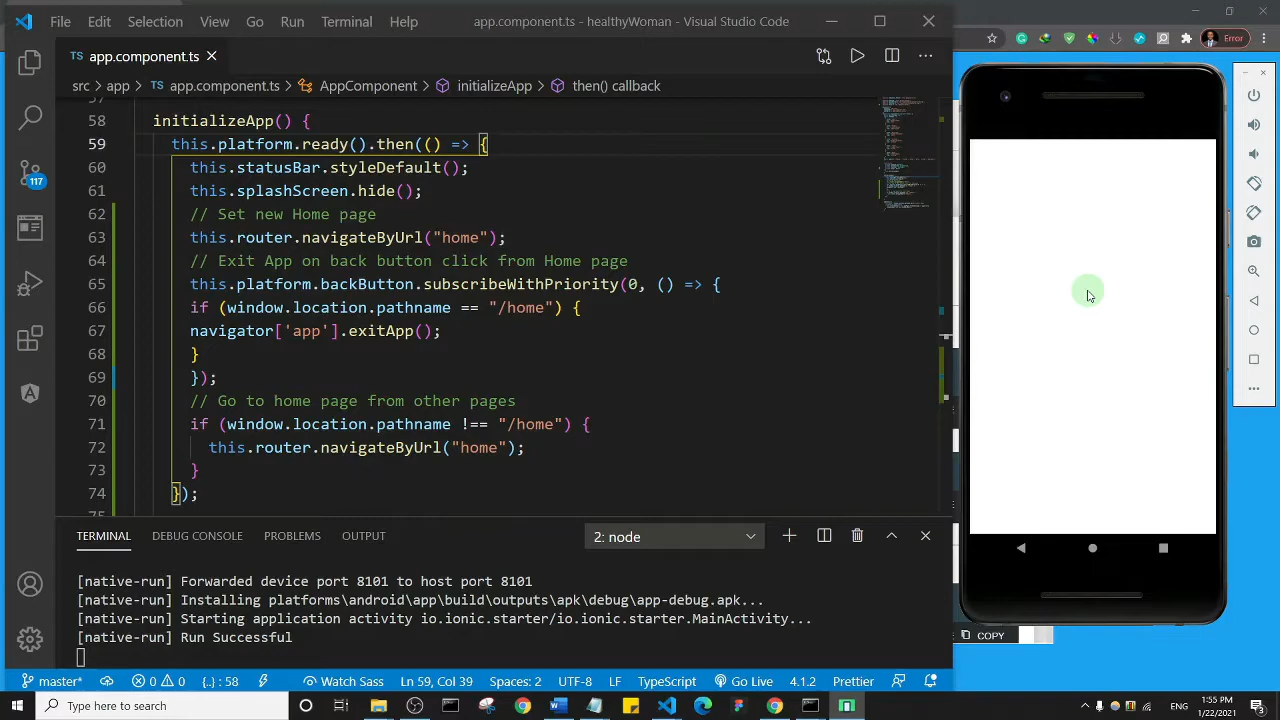 File Edit Selection View Go Run Terminal Help app.component.ts - healthyWoman - Visual Studio Code
Error
TS app.component.ts
src > app > TS app.component.ts > AppComponent > initializeApp > then() callback
57
58 initializeApp() {
59 this.platform.ready().then(() => {
60 this.statusBar.styleDefault();
61 this.splashScreen.hide();
62 // Set new Home page
63 this.router.navigateByUrl("home");
64 // Exit App on back button click from Home page
65 this.platform.backButton.subscribeWithPriority(0, () => {
66 if (window.location.pathname == "/home") {
67 navigator['app'].exitApp();
68 }
69 });
70 // Go to home page from other pages
71 if (window.location.pathname !== "/home") {
72 this.router.navigateByUrl("home");
73 }
74 });
75
117
TERMINAL DEBUG CONSOLE PROBLEMS OUTPUT 2: node
[native-run] Forwarded device port 8101 to host port 8101
[native-run] Installing platforms\android\app\build\outputs\apk\debug\app-debug.apk...
[native-run] Starting application activity io.ionic.starter/io.ionic.starter.MainActivity...
[native-run] Run Successful
COPY
master* 0 0 {..}: 58 Watch Sass Ln 59, Col 39 Spaces: 2 UTF-8 LF TypeScript Go Live 4.1.2 Prettier
Type here to search
1:55 PM
1/22/2021
2